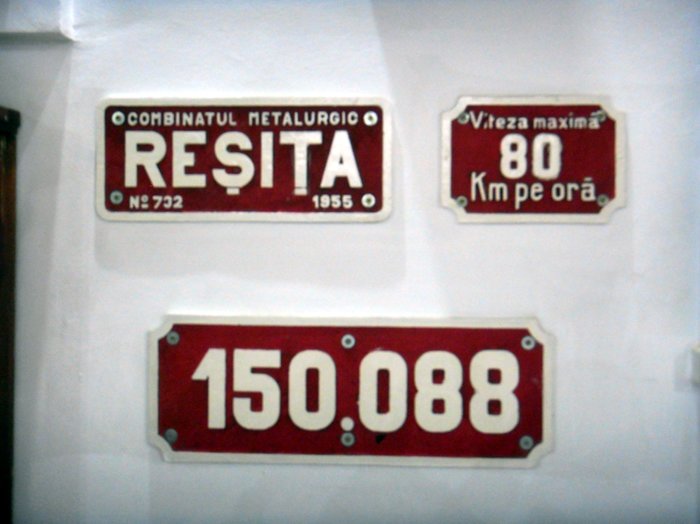 COMBINATUL METALURGIC
REȘIȚA
Nº 732 1955
Viteza maximă
80
Km pe oră
150.088